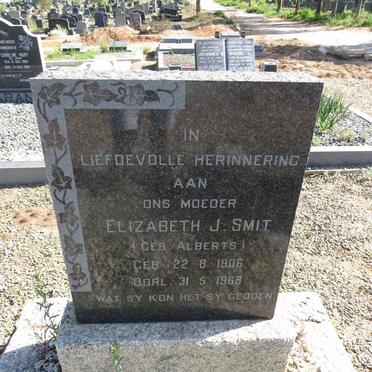 IN
LIEFDEVOLLE HERINNERING
AAN
ONS MOEDER
ELIZABETH J. SMIT
(GEB. ALBERTS)
GEB. 22-8-1906
OORL. 31-5-1968
WAT SY KON HET SY GEDOEN